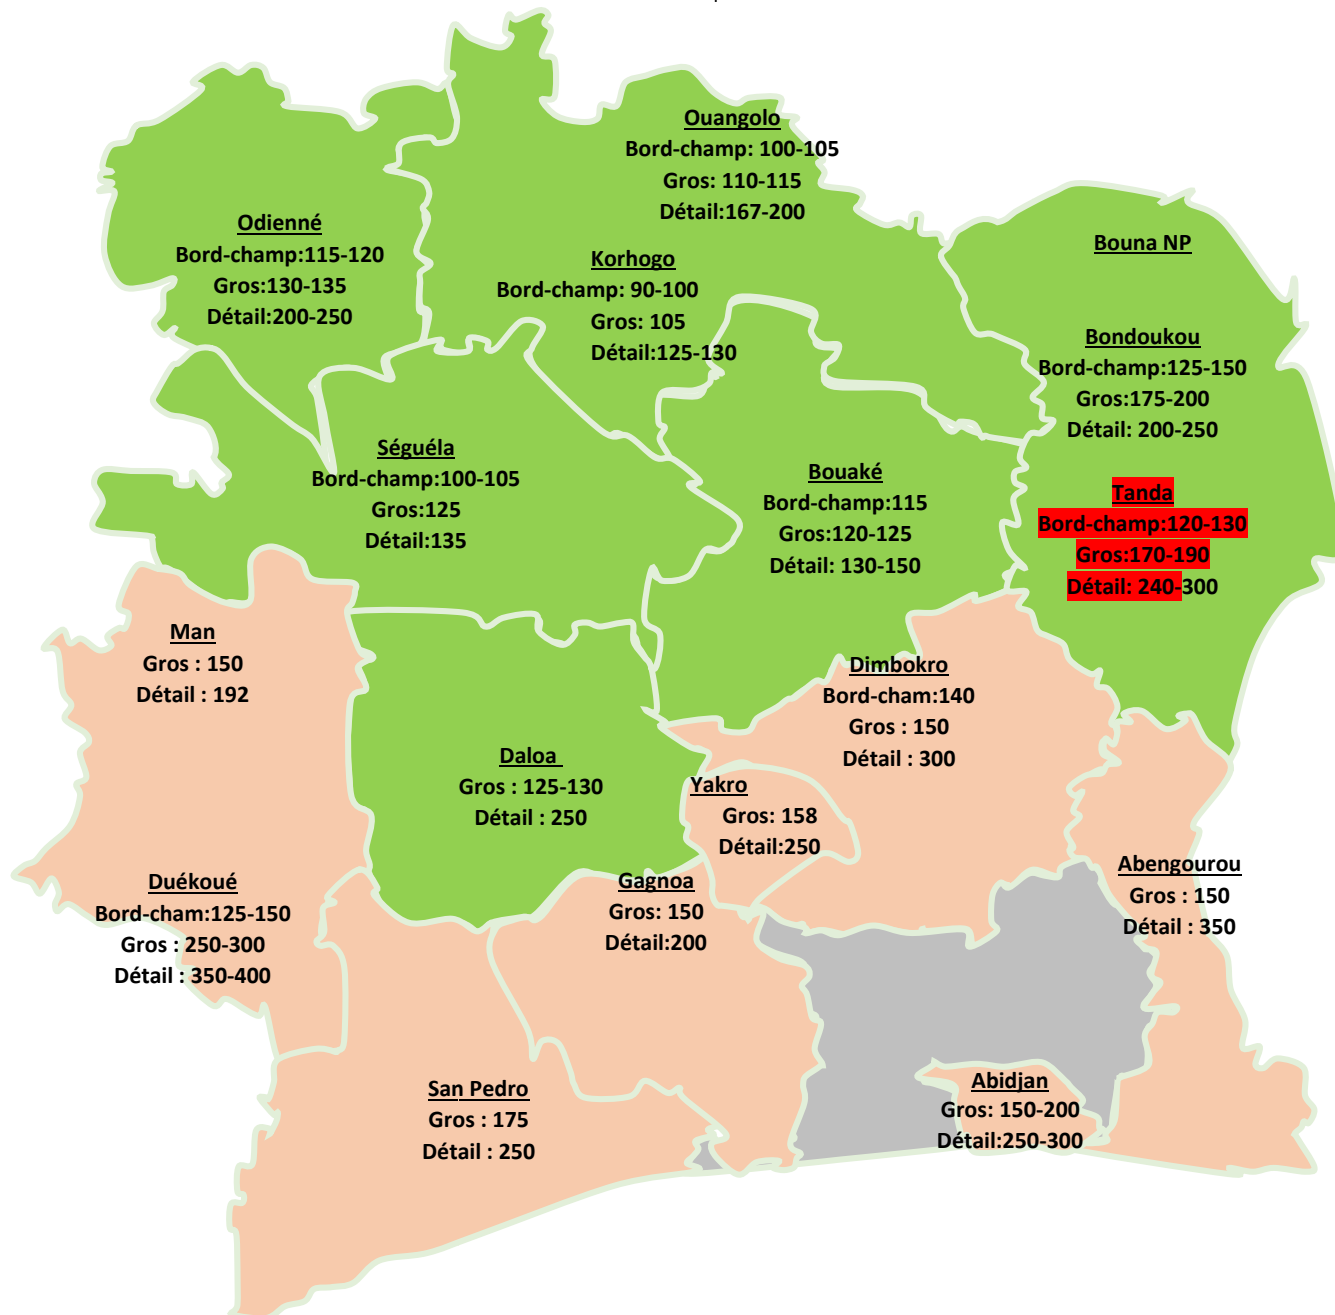 Ouangolo
Bord-champ: 100-105
Gros: 110-115
Détail:167-200
Odienné
Bord-champ:115-120
Gros:130-135
Détail:200-250
Korhogo
Bord-champ: 90-100
Gros: 105
Détail:125-130
Bouna NP
Bondoukou
Bord-champ:125-150
Gros:175-200
Détail: 200-250
Séguéla
Bord-champ:100-105
Gros:125
Détail:135
Bouaké
Bord-champ:115
Gros:120-125
Détail: 130-150
Tanda
Bord-champ:120-130
Gros:170-190
Détail: 240-300
Man
Gros : 150
Détail : 192
Dimbokro
Bord-cham:140
Gros : 150
Détail : 300
Daloa
Gros : 125-130
Détail : 250
Yakro
Gros: 158
Détail:250
Duékoué
Bord-cham:125-150
Gros : 250-300
Détail : 350-400
Gagnoa
Gros: 150
Détail:200
Abengourou
Gros : 150
Détail : 350
San Pedro
Gros : 175
Détail : 250
Abidjan
Gros: 150-200
Détail:250-300